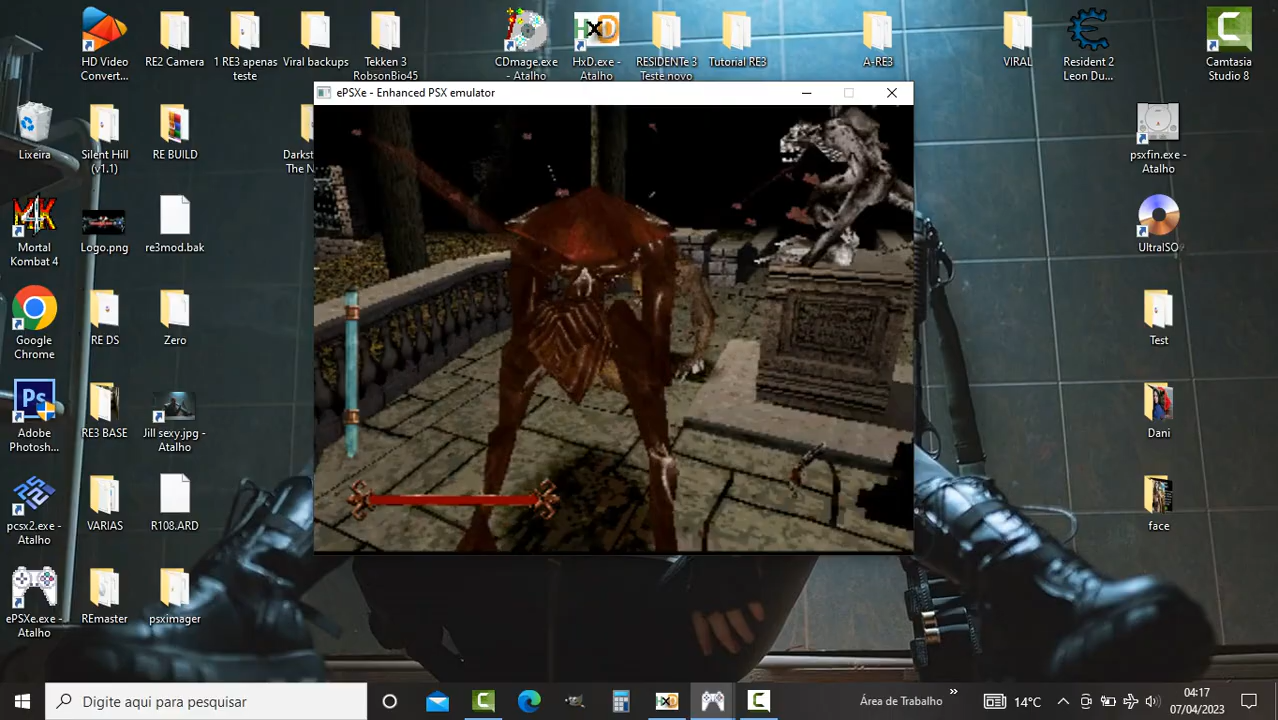 ePSXe - Enhanced PSX emulator
HD Video
Convert...
RE2 Camera
1 RE3 apenas
teste
Viral backups
Tekken 3
RobsonBio45
CDmage.exe
- Atalho
HxD.exe -
Atalho
RESIDENTe 3
Teste novo
Tutorial RE3
A-RE3
VIRAL
Resident 2
Leon Du...
Camtasia
Studio 8
Lixeira
Silent Hill
(v1.1)
RE BUILD
Darkst
The N
psxfin.exe -
Atalho
Mortal
Kombat 4
Logo.png
re3mod.bak
UltraISO
Google
Chrome
RE DS
Zero
Test
Adobe
Photosh...
RE3 BASE
Jill sexy.jpg -
Atalho
Dani
pcsx2.exe -
Atalho
VARIAS
R108.ARD
face
ePSXe.exe -
Atalho
REmaster
psximager
Digite aqui para pesquisar
Área de Trabalho
»
14°C
04:17
07/04/2023